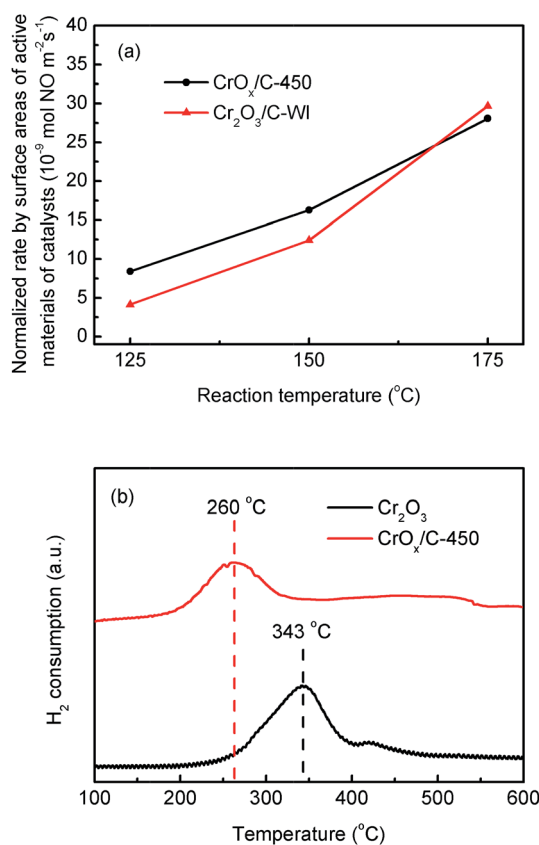 Normalized rate by surface areas of active
materials of catalysts (10⁻⁹ mol NO m⁻²s⁻¹)
40
35
30
25
20
15
10
5
0
(a)
CrOₓ/C-450
Cr₂O₃/C-WI
125
150
175
Reaction temperature (°C)
(b)
260 °C
Cr₂O₃
CrOₓ/C-450
343 °C
H₂ consumption (a.u.)
100
200
300
400
500
600
Temperature (°C)